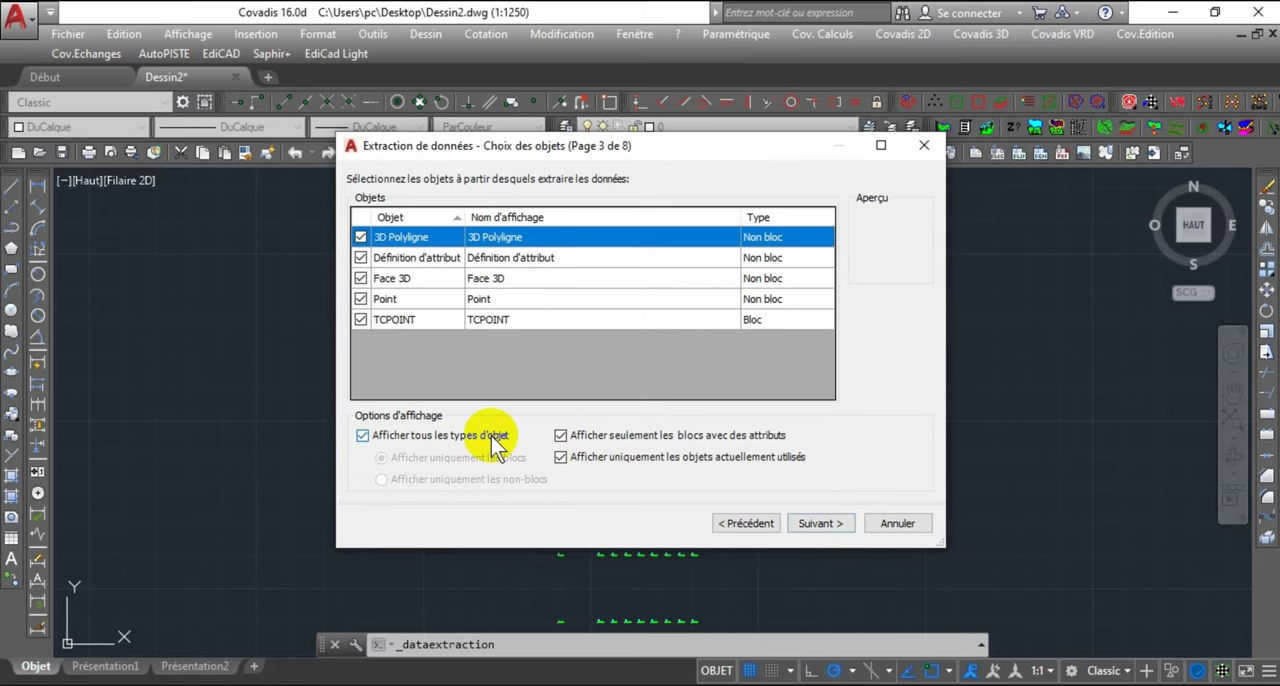 Covadis 16.0d C:\Users\pc\Desktop\Dessin2.dwg (1:1250)
Entrez mot-clé ou expression
Se connecter
Fichier Edition Affichage Insertion Format Outils Dessin Cotation Modification Fenêtre ? Paramétrique Cov. Calculs Covadis 2D Covadis 3D Covadis VRD Cov.Edition
Cov.Echanges AutoPISTE EdiCAD Saphir+ EdiCad Light
Début Dessin2*
Classic
DuCalque DuCalque DuCalque ParCouleur 0
[−][Haut][Filaire 2D]
Extraction de données - Choix des objets (Page 3 de 8)
Sélectionnez les objets à partir desquels extraire les données:
Objets
Aperçu
Objet Nom d'affichage Type
3D Polyligne 3D Polyligne Non bloc
Définition d'attribut Définition d'attribut Non bloc
Face 3D Face 3D Non bloc
Point Point Non bloc
TCPOINT TCPOINT Bloc
Options d'affichage
Afficher tous les types d'objet Afficher seulement les blocs avec des attributs
Afficher uniquement les blocs Afficher uniquement les objets actuellement utilisés
Afficher uniquement les non-blocs
< Précédent Suivant > Annuler
N
O HAUT E
S
SCG
Y
X
_dataextraction
Objet Présentation1 Présentation2
OBJET 1:1 Classic